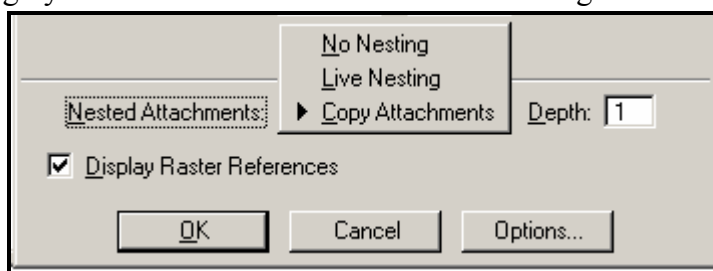 No Nesting
Live Nesting
Nested Attachments: Copy Attachments Depth: 1
Display Raster References
OK Cancel Options...